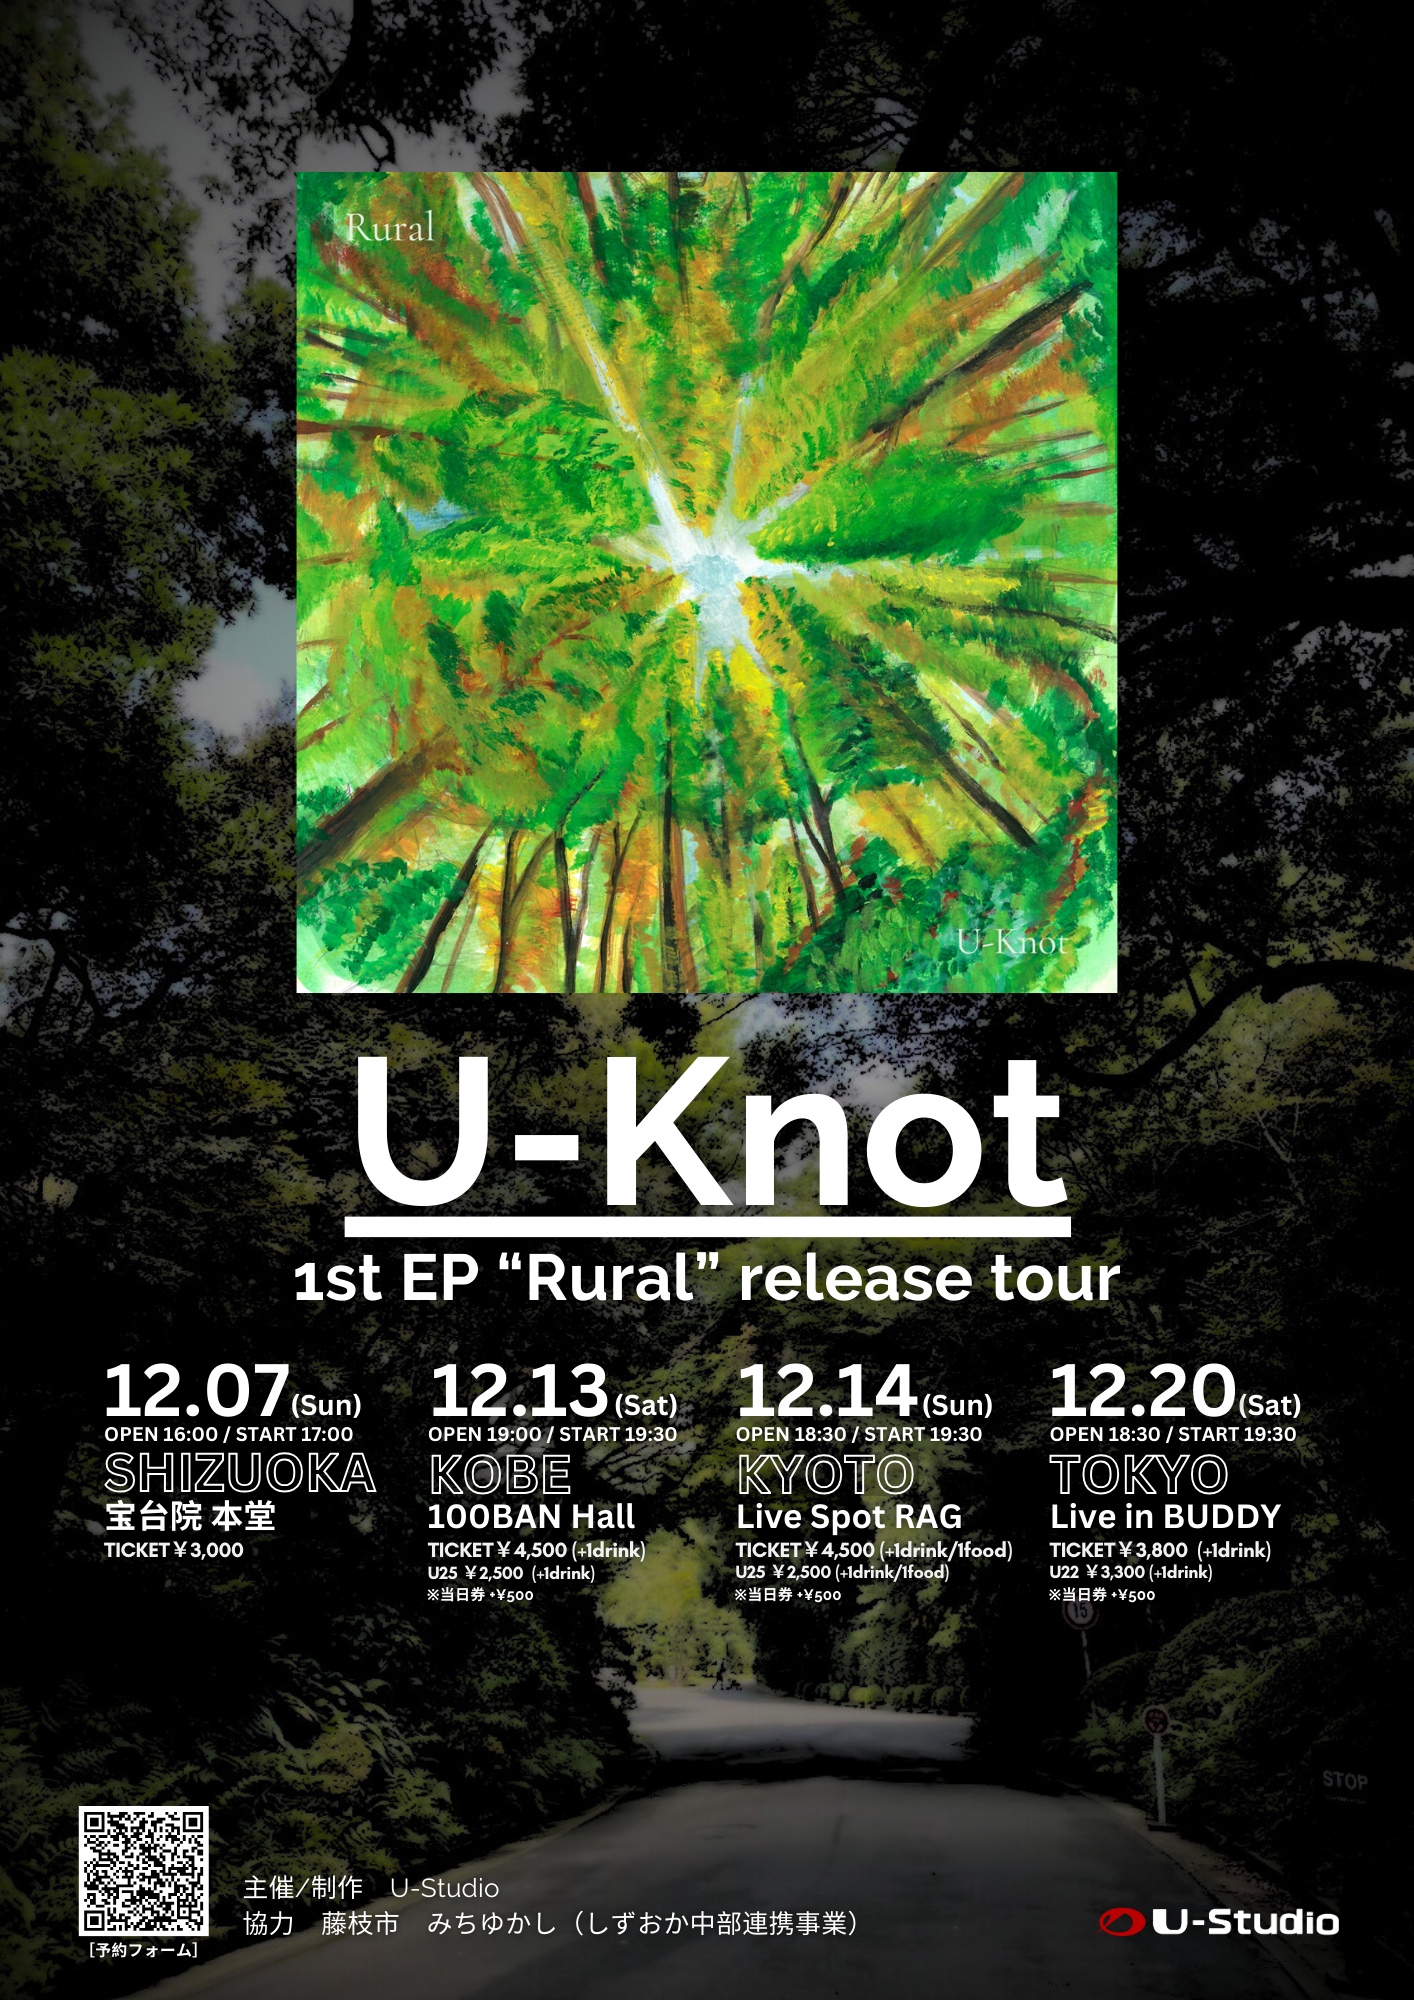 Rural
U-Knot
U-Knot
1st EP “Rural” release tour
12.07(Sun)
OPEN 16:00 / START 17:00
SHIZUOKA
宝台院 本堂
TICKET￥3,000
12.13(Sat)
OPEN 19:00 / START 19:30
KOBE
100BAN Hall
TICKET￥4,500 (+1drink)
U25 ￥2,500 (+1drink)
※当日券 +¥500
12.14(Sun)
OPEN 18:30 / START 19:30
KYOTO
Live Spot RAG
TICKET￥4,500 (+1drink/1food)
U25 ￥2,500 (+1drink/1food)
※当日券 +¥500
12.20(Sat)
OPEN 18:30 / START 19:30
TOKYO
Live in BUDDY
TICKET￥3,800 (+1drink)
U22 ￥3,300 (+1drink)
※当日券 +¥500
15
STOP
［予約フォーム］
主催/制作　U-Studio
協力　藤枝市　みちゆかし（しずおか中部連携事業）
U-Studio